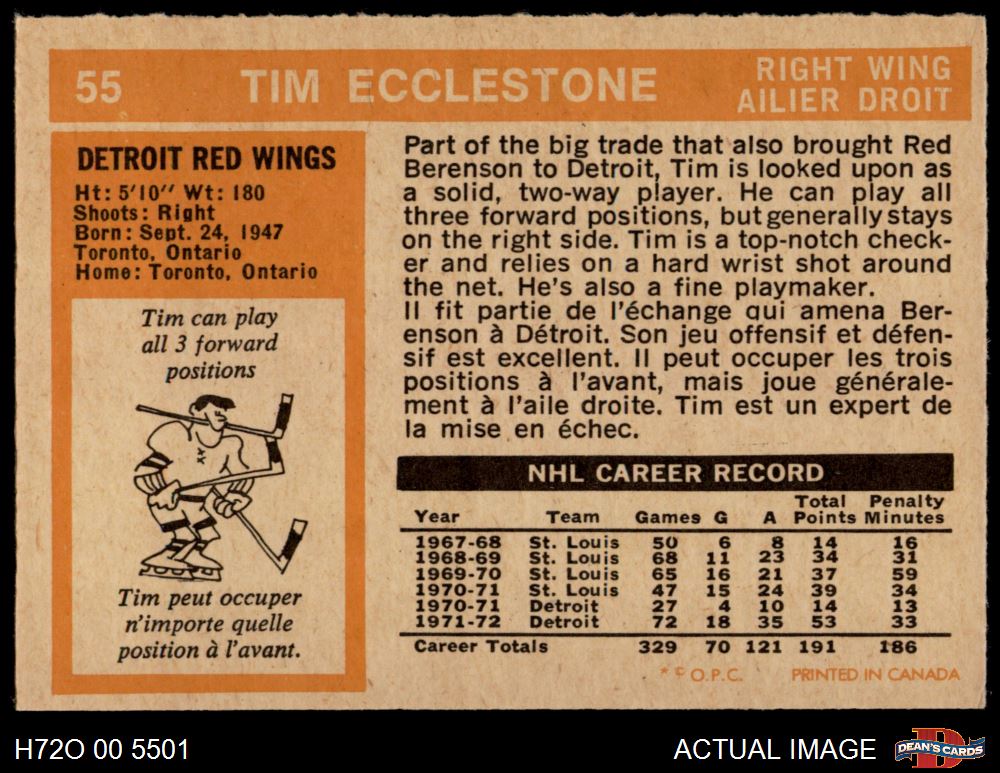 55 TIM ECCLESTONE
RIGHT WING
AILIER DROIT
DETROIT RED WINGS
Ht: 5'10'' Wt: 180
Shoots: Right
Born: Sept. 24, 1947
Toronto, Ontario
Home: Toronto, Ontario
Tim can play
all 3 forward
positions
Tim peut occuper
n'importe quelle
position à l'avant.
Part of the big trade that also brought Red
Berenson to Detroit, Tim is looked upon as
a solid, two-way player. He can play all
three forward positions, but generally stays
on the right side. Tim is a top-notch check-
er and relies on a hard wrist shot around
the net. He's also a fine playmaker.
Il fit partie de l'échange qui amena Ber-
enson à Détroit. Son jeu offensif et défen-
sif est excellent. Il peut occuper les trois
positions à l'avant, mais joue générale-
ment à l'aile droite. Tim est un expert de
la mise en échec.
NHL CAREER RECORD
Total Penalty
Year Team Games G A Points Minutes
1967-68 St. Louis 50 6 8 14 16
1968-69 St. Louis 68 11 23 34 31
1969-70 St. Louis 65 16 21 37 59
1970-71 St. Louis 47 15 24 39 34
1970-71 Detroit 27 4 10 14 13
1971-72 Detroit 72 18 35 53 33
Career Totals 329 70 121 191 186
* © O.P.C. PRINTED IN CANADA
H72O 00 5501 ACTUAL IMAGE
D
DEAN'S CARDS